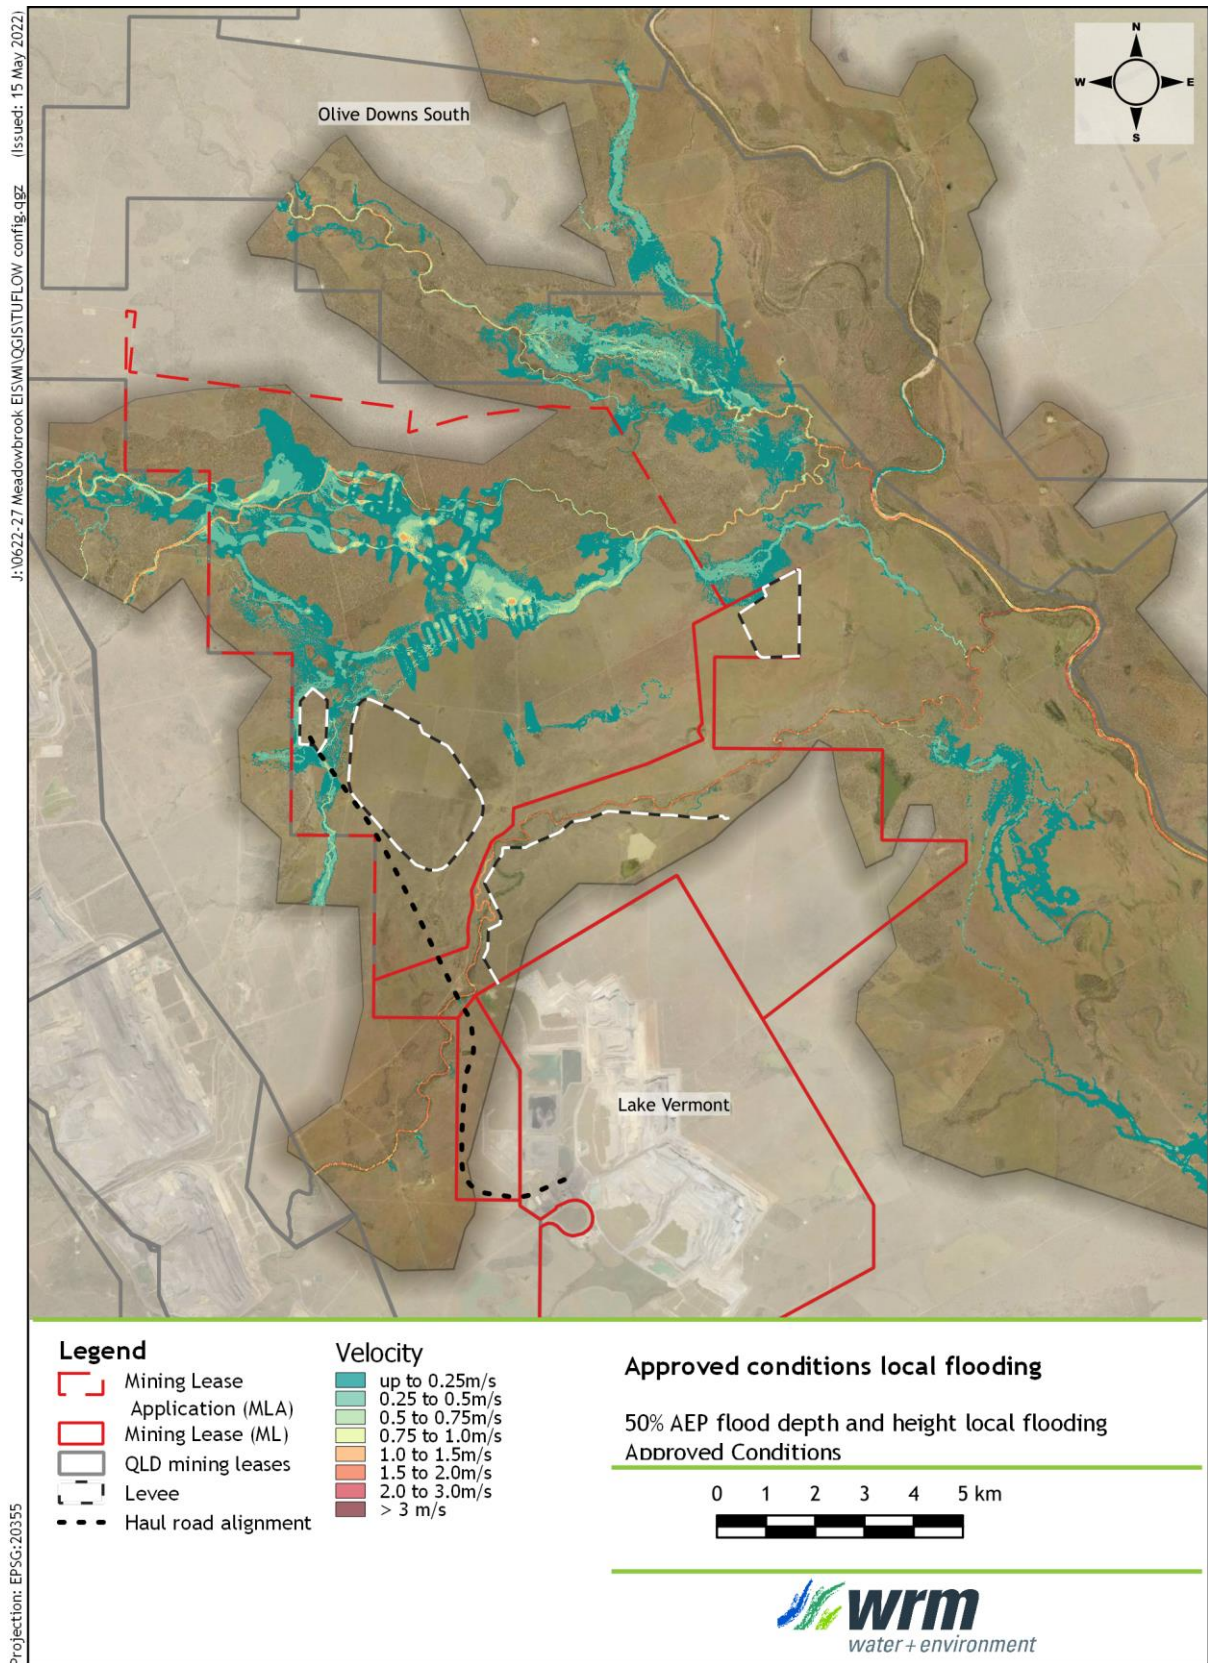 J:\0622-27 Meadowbrook EIS\MI\QGIS\TUFLOW config.qgz (Issued: 15 May 2022)
Projection: EPSG:20355
N
W E
S
Olive Downs South
Lake Vermont
Legend
Mining Lease
Application (MLA)
Mining Lease (ML)
QLD mining leases
Levee
Haul road alignment
Velocity
up to 0.25m/s
0.25 to 0.5m/s
0.5 to 0.75m/s
0.75 to 1.0m/s
1.0 to 1.5m/s
1.5 to 2.0m/s
2.0 to 3.0m/s
> 3 m/s
Approved conditions local flooding
50% AEP flood depth and height local flooding
Approved Conditions
0 1 2 3 4 5 km
wrm
water + environment